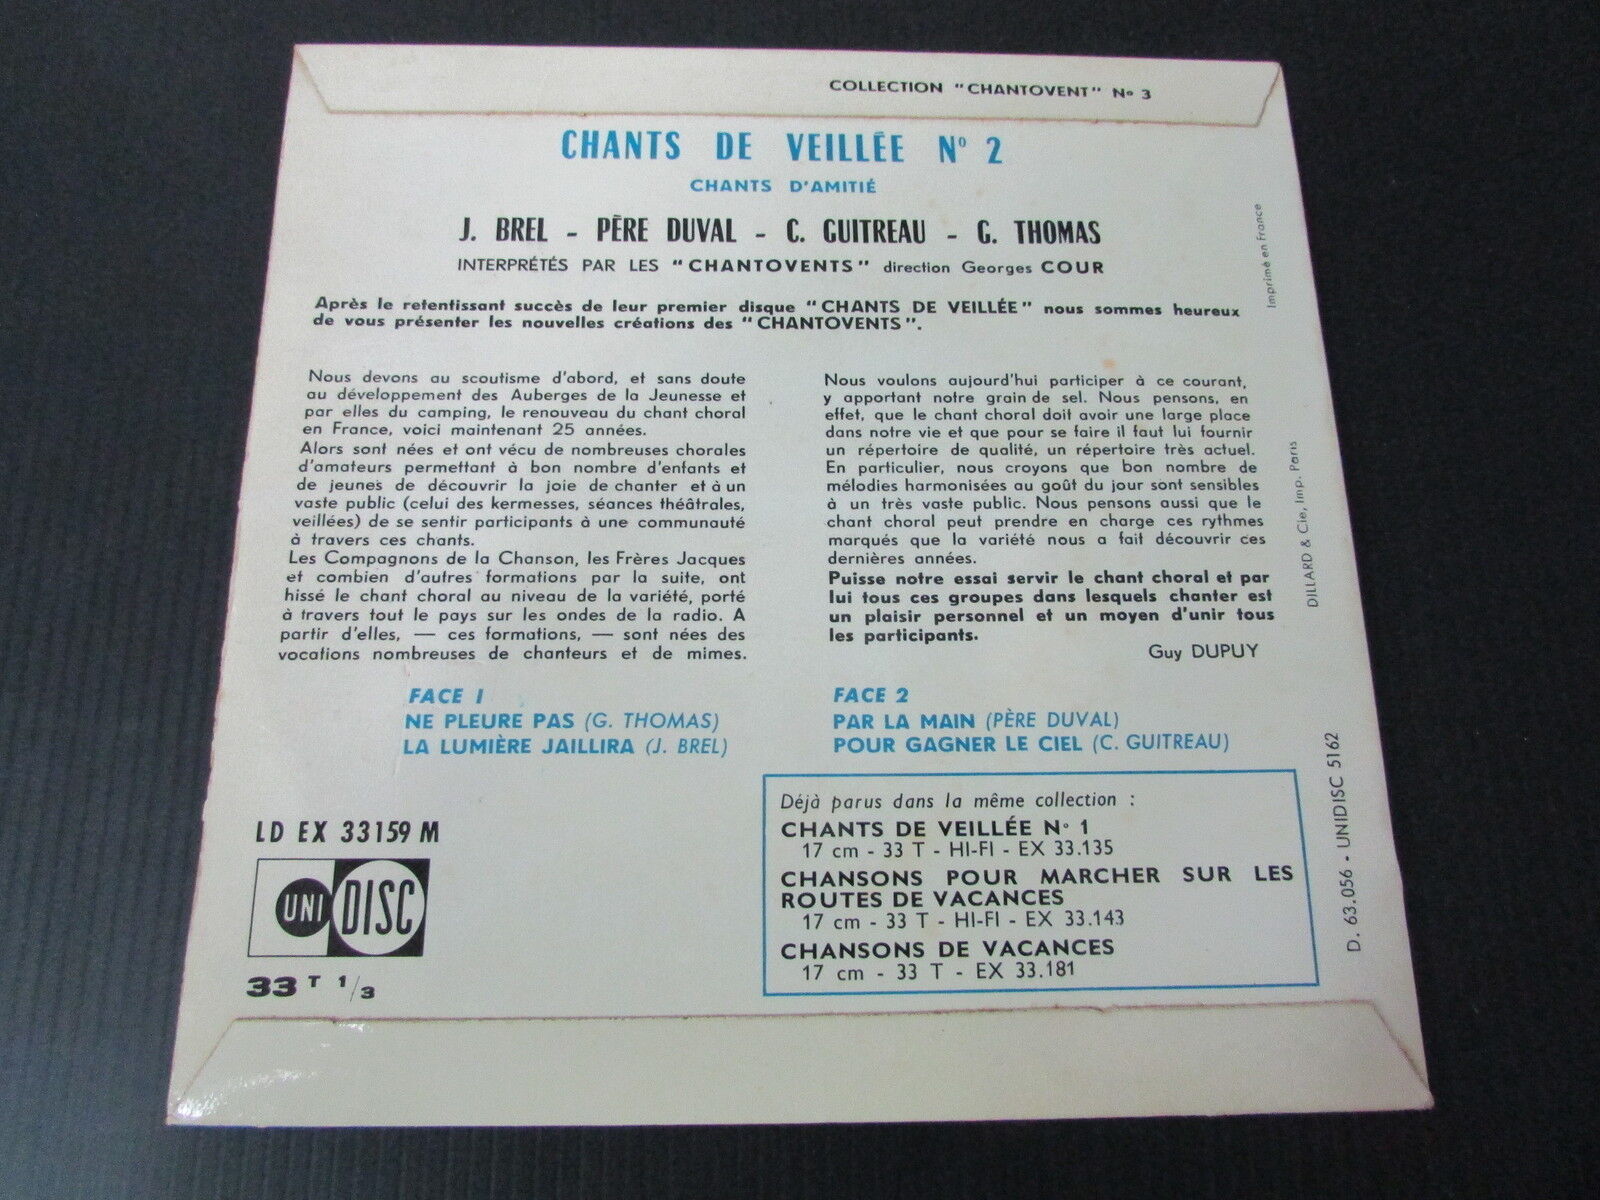 COLLECTION "CHANTOVENT" No 3
CHANTS DE VEILLÉE No 2
CHANTS D'AMITIÉ
J. BREL - PÈRE DUVAL - C. GUITREAU - G. THOMAS
INTERPRÉTÉS PAR LES "CHANTOVENTS" direction Georges COUR
Après le retentissant succès de leur premier disque "CHANTS DE VEILLÉE" nous sommes heureux
de vous présenter les nouvelles créations des "CHANTOVENTS".
Nous devons au scoutisme d'abord, et sans doute
au développement des Auberges de la Jeunesse et
par elles du camping, le renouveau du chant choral
en France, voici maintenant 25 années.
Alors sont nées et ont vécu de nombreuses chorales
d'amateurs permettant à bon nombre d'enfants et
de jeunes de découvrir la joie de chanter et à un
vaste public (celui des kermesses, séances théâtrales,
veillées) de se sentir participants à une communauté
à travers ces chants.
Les Compagnons de la Chanson, les Frères Jacques
et combien d'autres formations par la suite, ont
hissé le chant choral au niveau de la variété, porté
à travers tout le pays sur les ondes de la radio. A
partir d'elles, — ces formations, — sont nées des
vocations nombreuses de chanteurs et de mimes.
Nous voulons aujourd'hui participer à ce courant,
y apportant notre grain de sel. Nous pensons, en
effet, que le chant choral doit avoir une large place
dans notre vie et que pour se faire il faut lui fournir
un répertoire de qualité, un répertoire très actuel.
En particulier, nous croyons que bon nombre de
mélodies harmonisées au goût du jour sont sensibles
à un très vaste public. Nous pensons aussi que le
chant choral peut prendre en charge ces rythmes
marqués que la variété nous a fait découvrir ces
dernières années.
Puisse notre essai servir le chant choral et par
lui tous ces groupes dans lesquels chanter est
un plaisir personnel et un moyen d'unir tous
les participants.
Guy DUPUY
FACE 1
NE PLEURE PAS (G. THOMAS)
LA LUMIÈRE JAILLIRA (J. BREL)
FACE 2
PAR LA MAIN (PÈRE DUVAL)
POUR GAGNER LE CIEL (C. GUITREAU)
LD EX 33159 M
UNI DISC
33 T 1/3
Déjà parus dans la même collection :
CHANTS DE VEILLÉE No 1
17 cm - 33 T - HI-FI - EX 33.135
CHANSONS POUR MARCHER SUR LES
ROUTES DE VACANCES
17 cm - 33 T - HI-FI - EX 33.143
CHANSONS DE VACANCES
17 cm - 33 T - EX 33.181
Imprimé en France
DILLARD & Cie, Imp. Paris
D. 63.056 - UNIDISC 5162